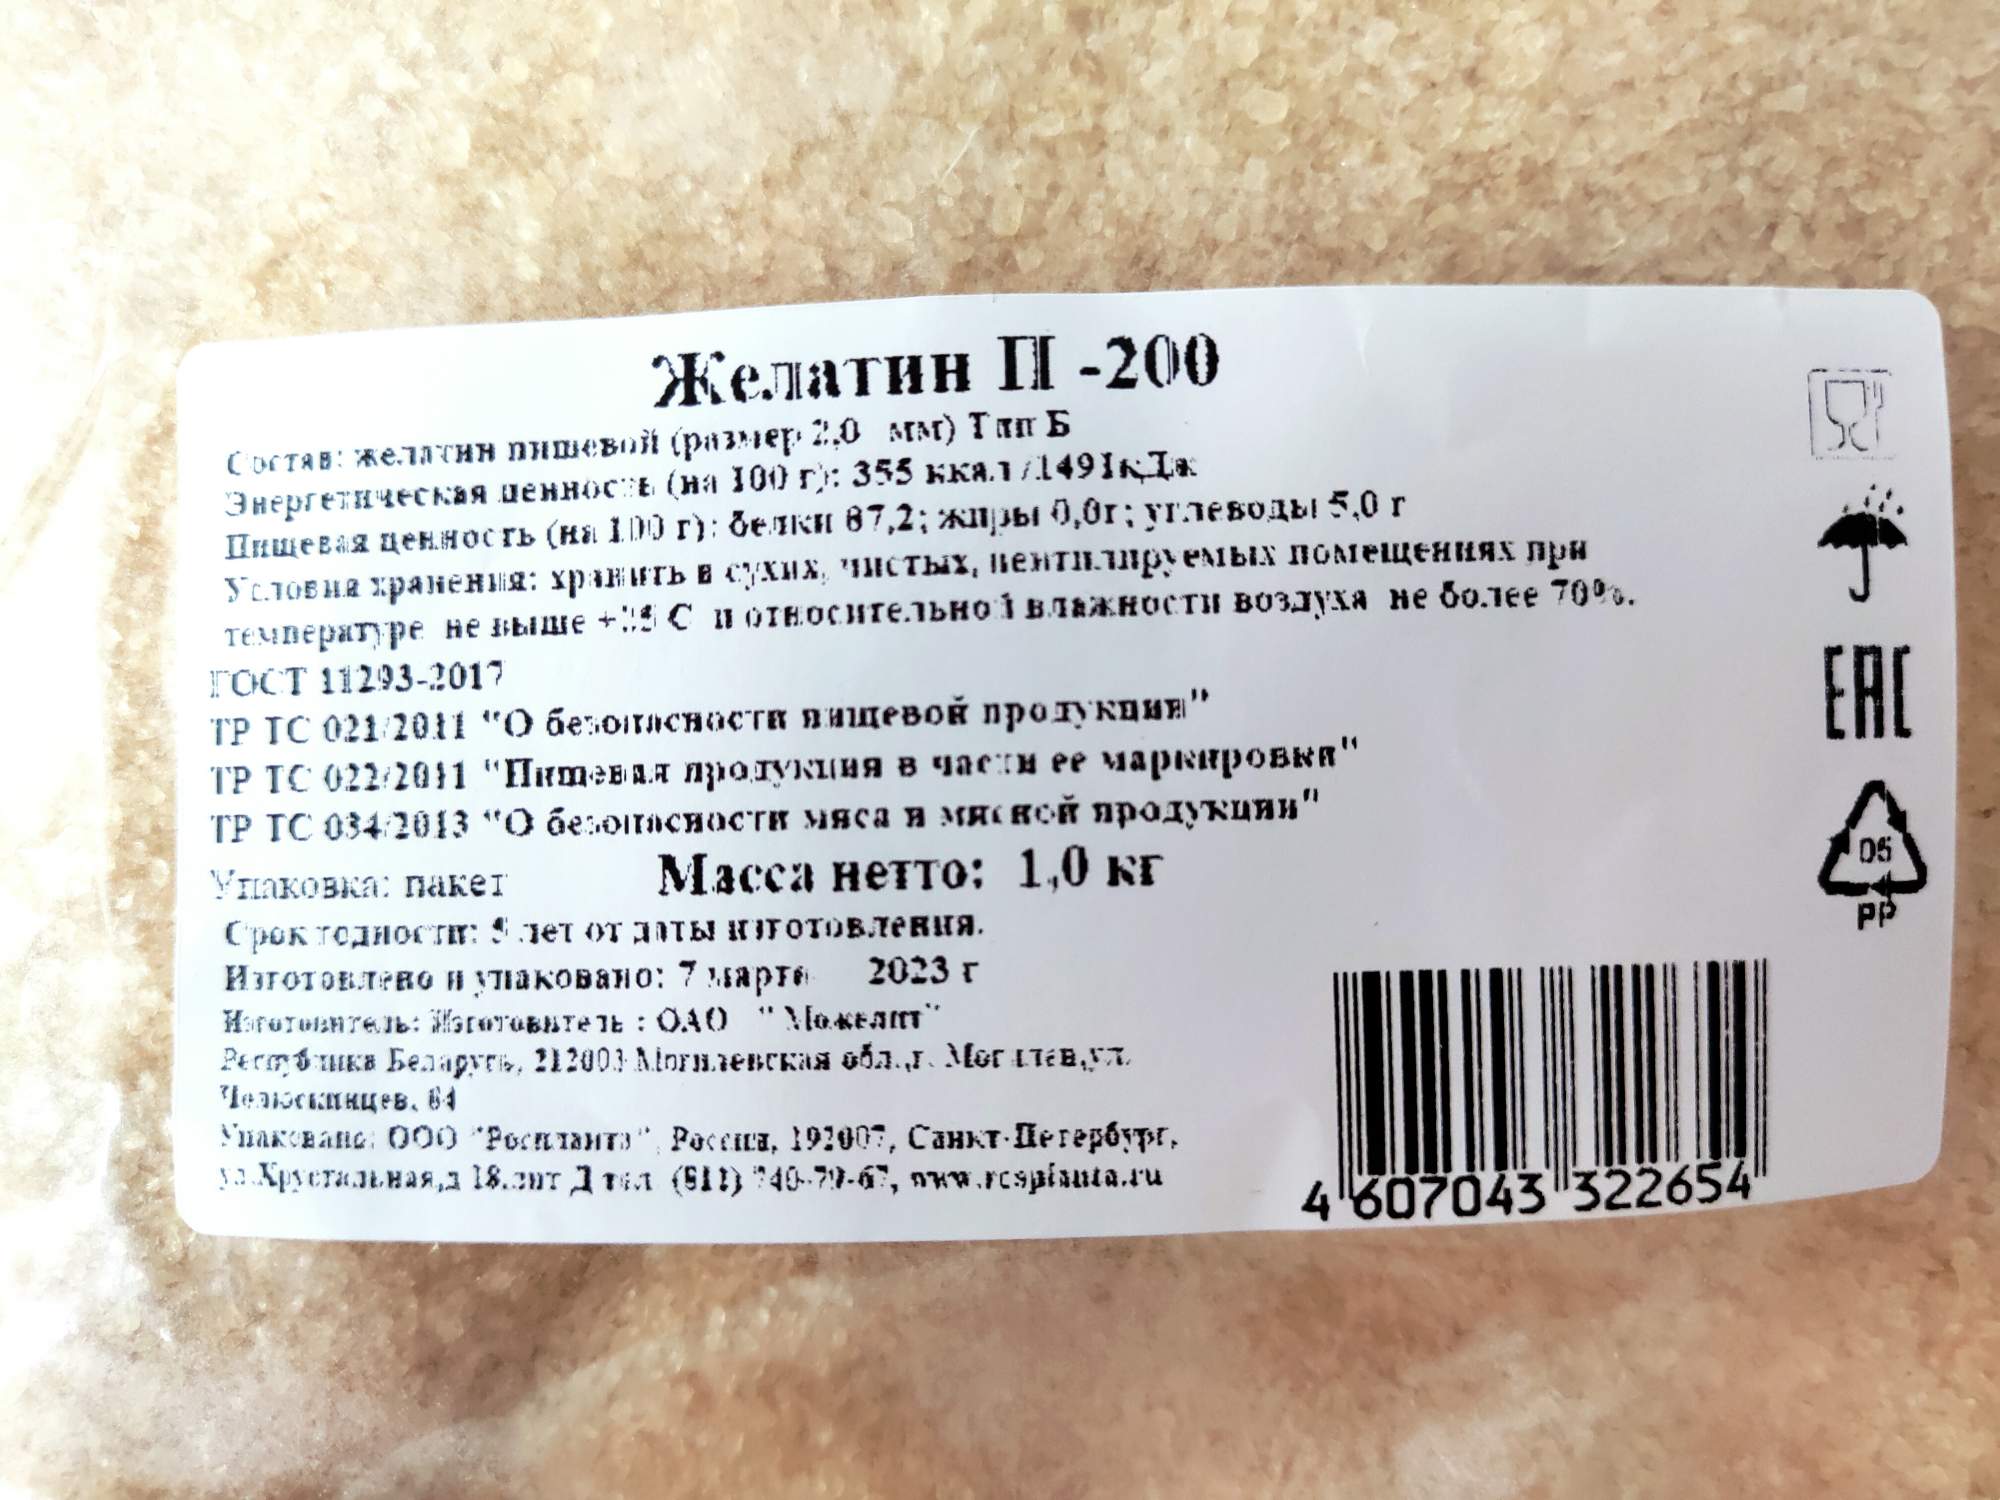 Желатин П -200
Состав: желатин пищевой (размер 2,0 мм) Тип Б
Энергетическая ценность (на 100 г): 355 ккал /1491кДж
Пищевая ценность (на 100 г): белки 87,2; жиры 0,0г; углеводы 5,0 г
Условия хранения: хранить в сухих, чистых, вентилируемых помещениях при
температуре не выше +25 С и относительной влажности воздуха не более 70%.
ГОСТ 11293-2017
ТР ТС 021/2011 "О безопасности пищевой продукции"
ТР ТС 022/2011 "Пищевая продукция в части ее маркировки"
ТР ТС 034/2013 "О безопасности мяса и мясной продукции"
Упаковка: пакет Масса нетто: 1,0 кг
Срок годности: 5 лет от даты изготовления.
Изготовлено и упаковано: 7 марта 2023 г
Изготовитель: Изготовитель : ОАО "Можелит"
Республика Беларусь, 212003 Могилевская обл.,г. Могилев,ул.
Челюскинцев, 84
Упаковано: ООО "Роспланта", Россия, 192007, Санкт-Петербург,
ул.Хрустальная,д 18.лит Д тел (811) 740-79-67, www.rosplanta.ru
EAC
05
PP
4 607043 322654